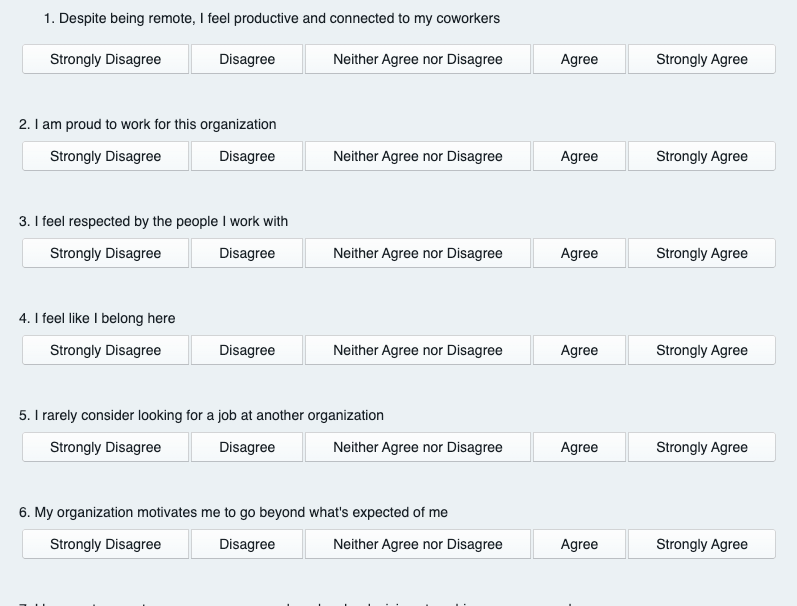 1. Despite being remote, I feel productive and connected to my coworkers
Strongly Disagree Disagree Neither Agree nor Disagree Agree Strongly Agree
2. I am proud to work for this organization
Strongly Disagree Disagree Neither Agree nor Disagree Agree Strongly Agree
3. I feel respected by the people I work with
Strongly Disagree Disagree Neither Agree nor Disagree Agree Strongly Agree
4. I feel like I belong here
Strongly Disagree Disagree Neither Agree nor Disagree Agree Strongly Agree
5. I rarely consider looking for a job at another organization
Strongly Disagree Disagree Neither Agree nor Disagree Agree Strongly Agree
6. My organization motivates me to go beyond what's expected of me
Strongly Disagree Disagree Neither Agree nor Disagree Agree Strongly Agree